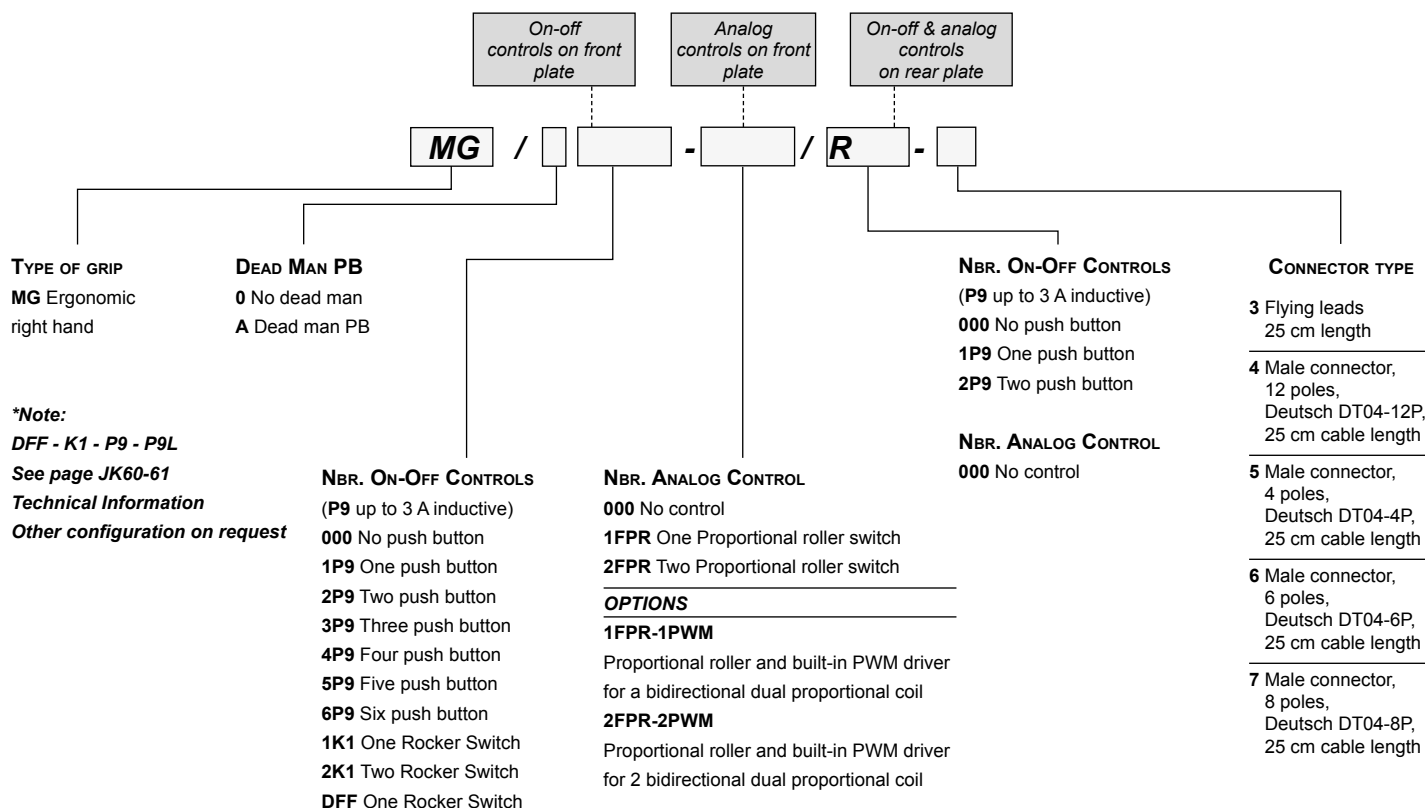 On-off
controls on front
plate
Analog
controls on front
plate
On-off & analog
controls
on rear plate
MG / - / R -
TYPE OF GRIP
MG Ergonomic
right hand
DEAD MAN PB
0 No dead man
A Dead man PB
*Note:
DFF - K1 - P9 - P9L
See page JK60-61
Technical Information
Other configuration on request
NBR. ON-OFF CONTROLS
(P9 up to 3 A inductive)
000 No push button
1P9 One push button
2P9 Two push button
3P9 Three push button
4P9 Four push button
5P9 Five push button
6P9 Six push button
1K1 One Rocker Switch
2K1 Two Rocker Switch
DFF One Rocker Switch
NBR. ANALOG CONTROL
000 No control
1FPR One Proportional roller switch
2FPR Two Proportional roller switch
OPTIONS
1FPR-1PWM
Proportional roller and built-in PWM driver
for a bidirectional dual proportional coil
2FPR-2PWM
Proportional roller and built-in PWM driver
for 2 bidirectional dual proportional coil
NBR. ON-OFF CONTROLS
(P9 up to 3 A inductive)
000 No push button
1P9 One push button
2P9 Two push button
NBR. ANALOG CONTROL
000 No control
CONNECTOR TYPE
3 Flying leads
25 cm length
4 Male connector,
12 poles,
Deutsch DT04-12P,
25 cm cable length
5 Male connector,
4 poles,
Deutsch DT04-4P,
25 cm cable length
6 Male connector,
6 poles,
Deutsch DT04-6P,
25 cm cable length
7 Male connector,
8 poles,
Deutsch DT04-8P,
25 cm cable length